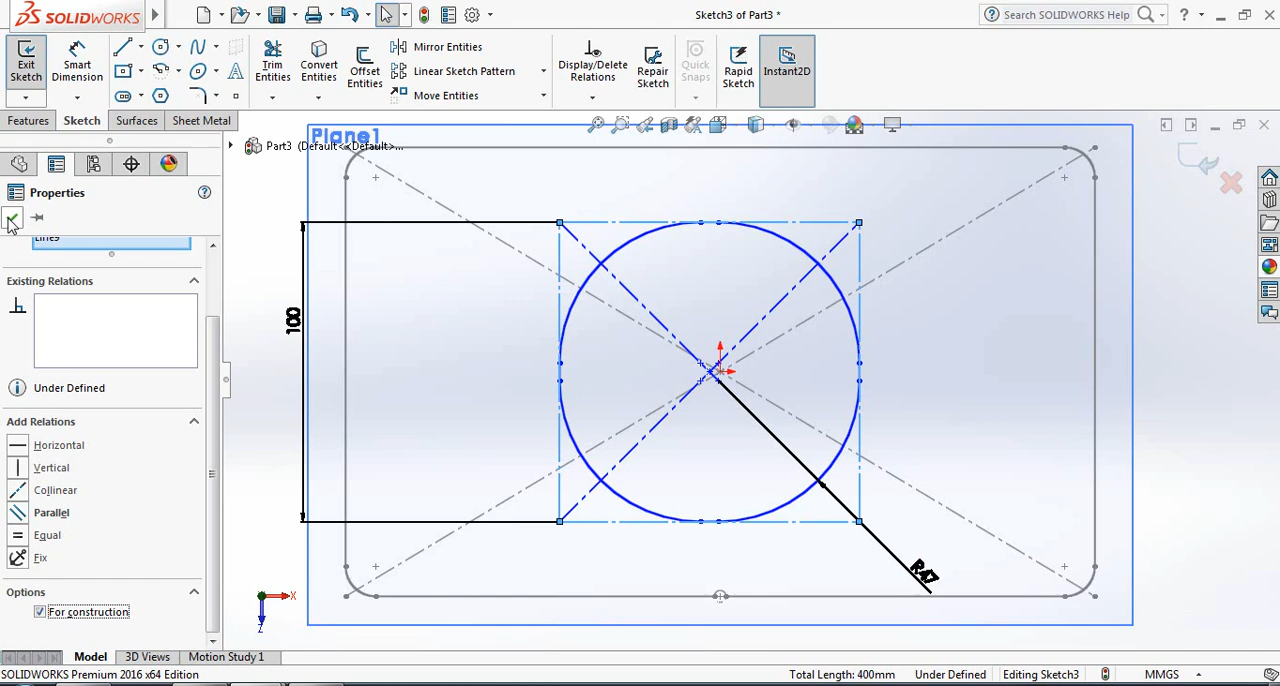 SOLIDWORKS
Sketch3 of Part3 *
Search SOLIDWORKS Help
Exit Sketch
Smart Dimension
Trim Entities
Convert Entities
Offset Entities
Mirror Entities
Linear Sketch Pattern
Move Entities
Display/Delete Relations
Repair Sketch
Quick Snaps
Rapid Sketch
Instant2D
Features
Sketch
Surfaces
Sheet Metal
Plane1
Part3 (Default<<Default>...
Properties
Line9
Existing Relations
Under Defined
Add Relations
Horizontal
Vertical
Collinear
Parallel
Equal
Fix
Options
For construction
100
R47
X
Z
Model
3D Views
Motion Study 1
SOLIDWORKS Premium 2016 x64 Edition
Total Length: 400mm
Under Defined
Editing Sketch3
MMGS